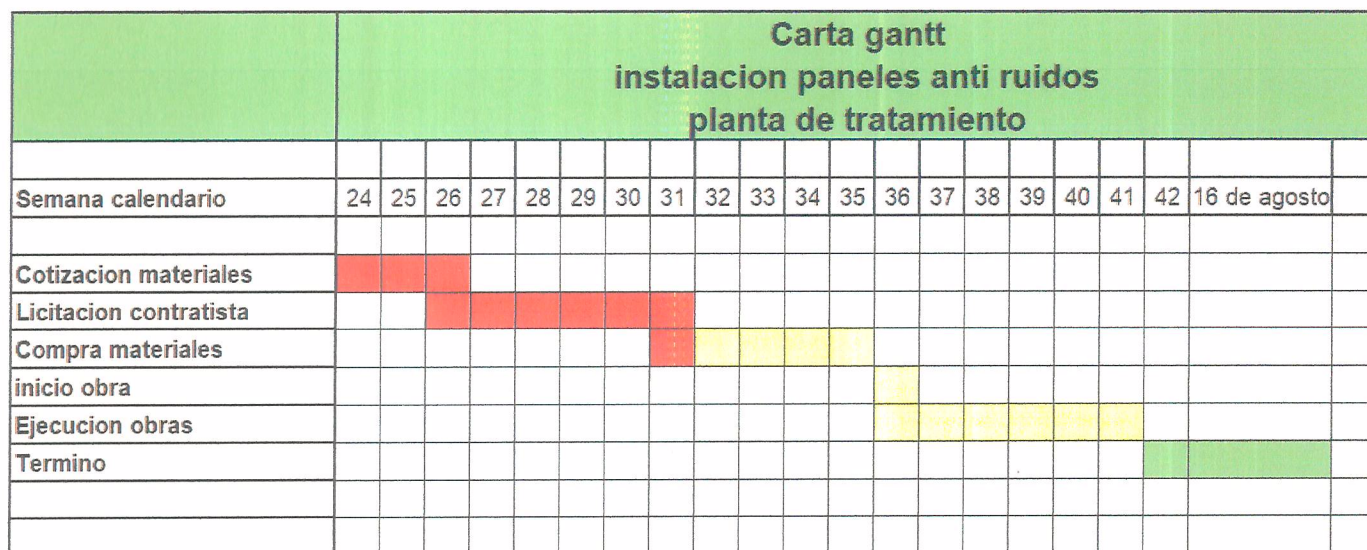 Carta gantt
instalacion paneles anti ruidos
planta de tratamiento
Semana calendario 24 25 26 27 28 29 30 31 32 33 34 35 36 37 38 39 40 41 42 16 de agosto
Cotizacion materiales
Licitacion contratista
Compra materiales
inicio obra
Ejecucion obras
Termino